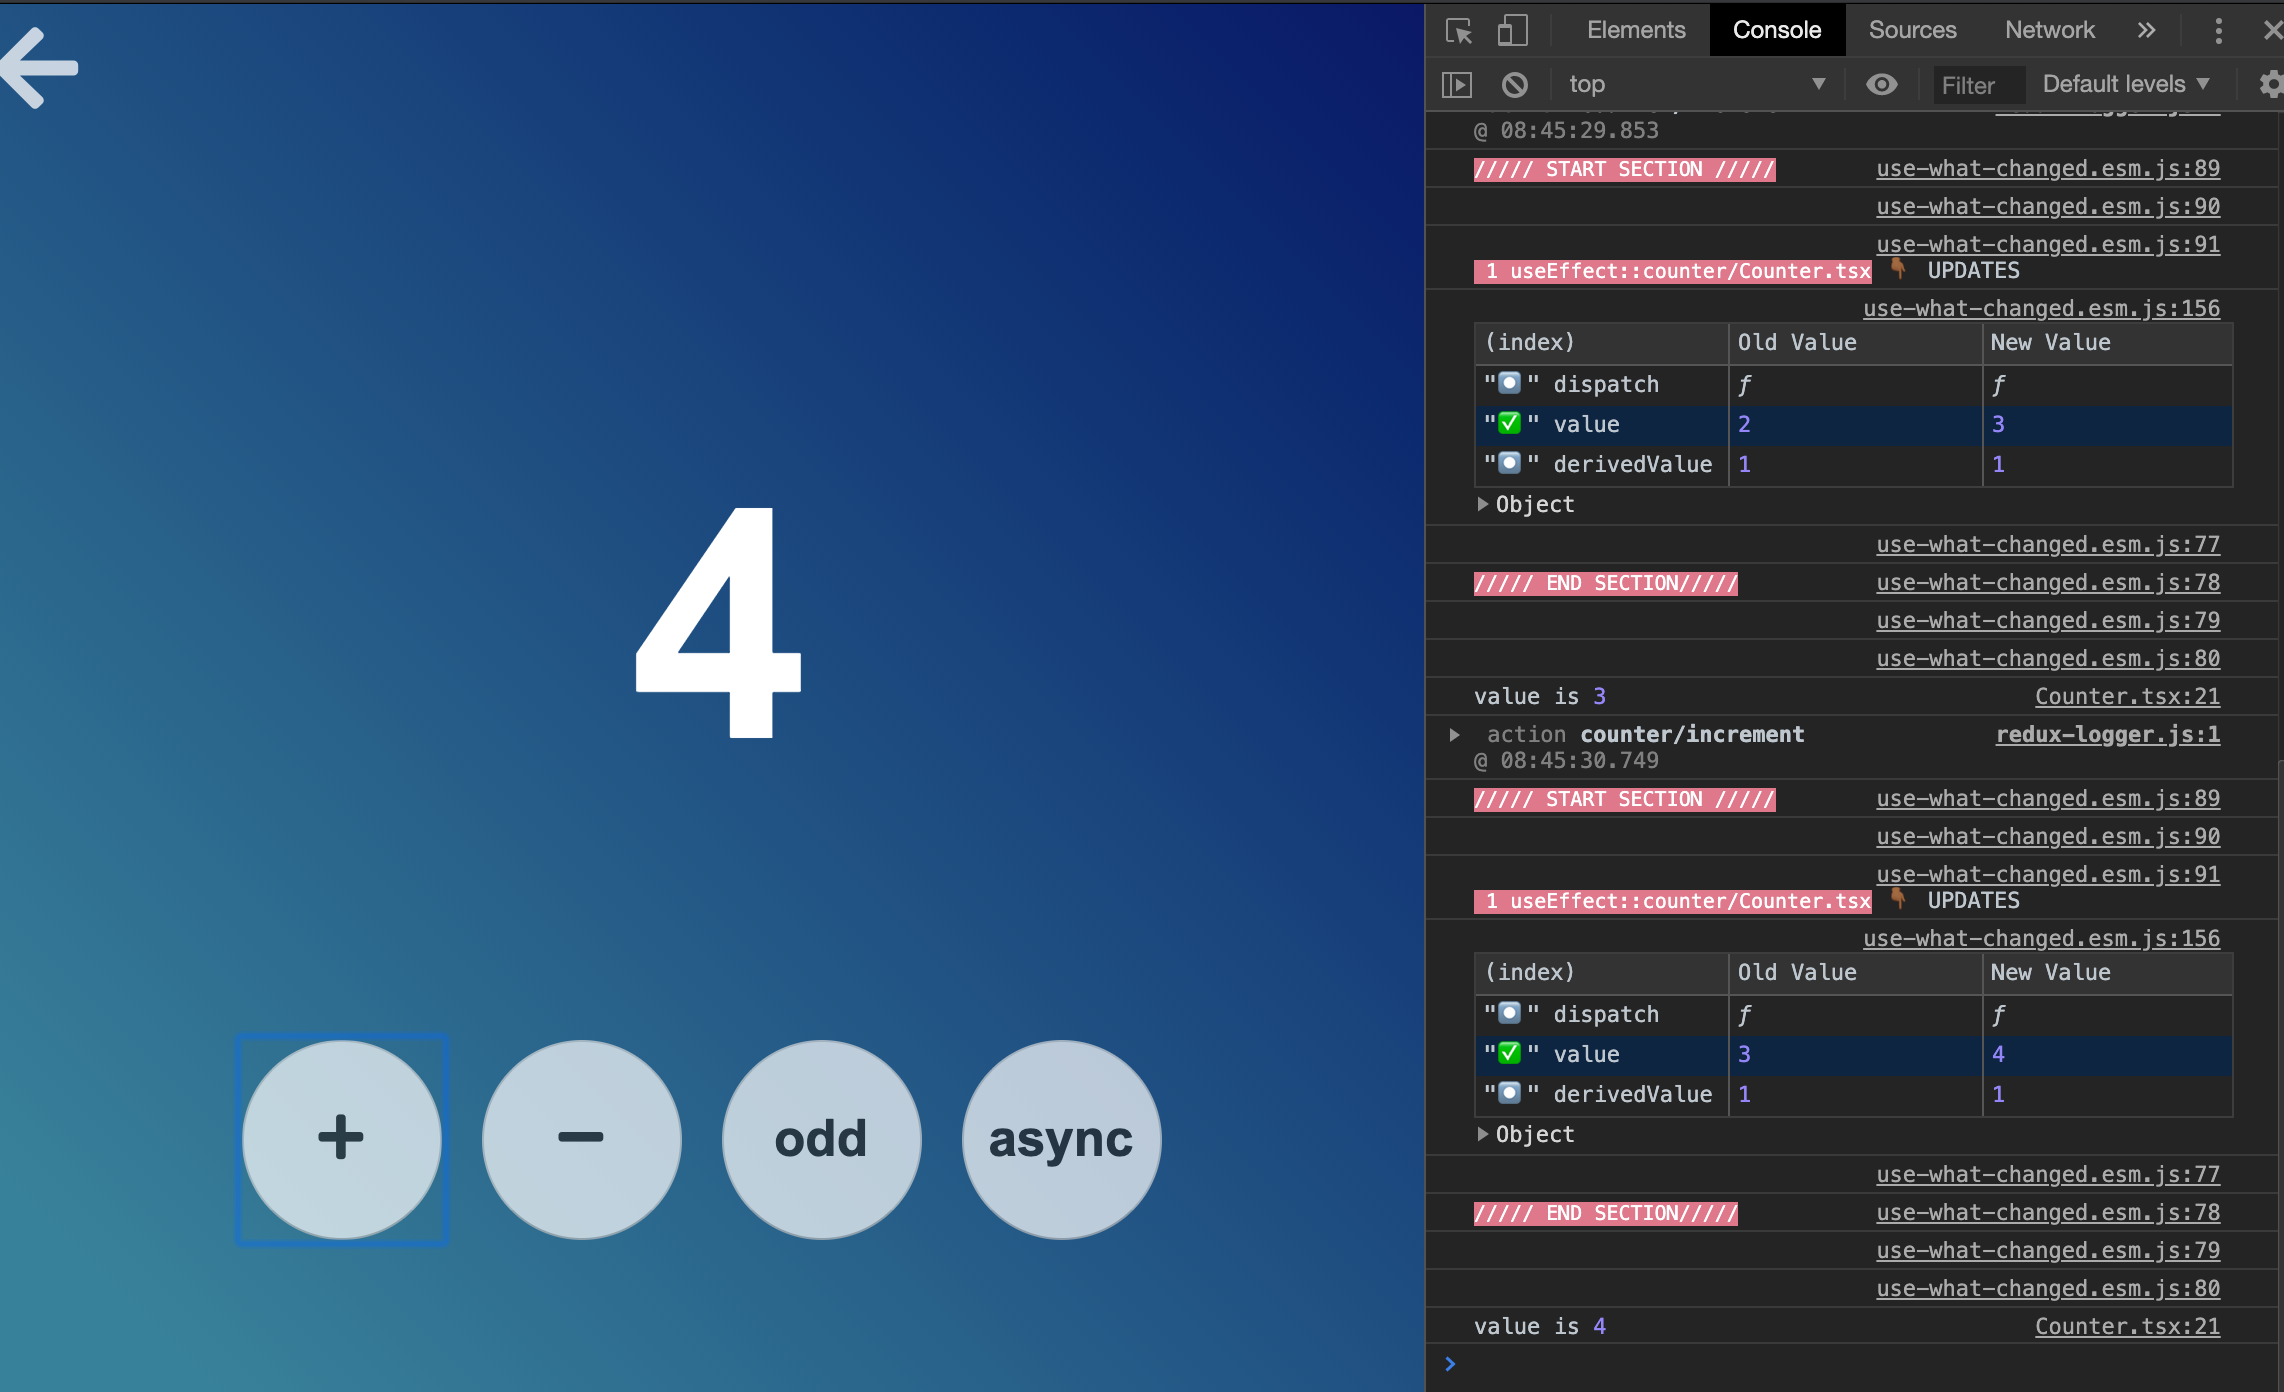 4
+
−
odd
async
Elements Console Sources Network »
top ▼ Filter Default levels ▼
@ 08:45:29.853
///// START SECTION ///// use-what-changed.esm.js:89
use-what-changed.esm.js:90
use-what-changed.esm.js:91
1 useEffect::counter/Counter.tsx 👇🏾 UPDATES
use-what-changed.esm.js:156
(index) Old Value New Value
"⏺" dispatch ƒ ƒ
"✅" value 2 3
"⏺" derivedValue 1 1
▶ Object
use-what-changed.esm.js:77
///// END SECTION///// use-what-changed.esm.js:78
use-what-changed.esm.js:79
use-what-changed.esm.js:80
value is 3 Counter.tsx:21
▶ action counter/increment redux-logger.js:1
@ 08:45:30.749
///// START SECTION ///// use-what-changed.esm.js:89
use-what-changed.esm.js:90
use-what-changed.esm.js:91
1 useEffect::counter/Counter.tsx 👇🏾 UPDATES
use-what-changed.esm.js:156
(index) Old Value New Value
"⏺" dispatch ƒ ƒ
"✅" value 3 4
"⏺" derivedValue 1 1
▶ Object
use-what-changed.esm.js:77
///// END SECTION///// use-what-changed.esm.js:78
use-what-changed.esm.js:79
use-what-changed.esm.js:80
value is 4 Counter.tsx:21